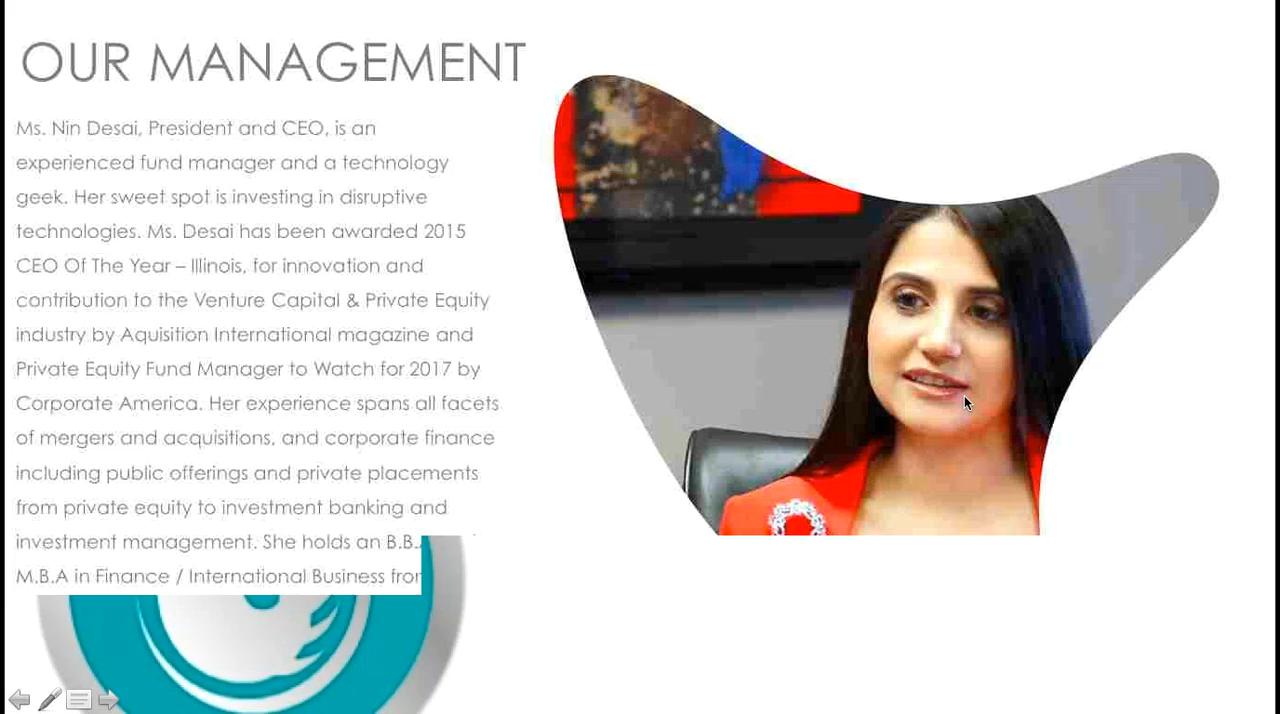 OUR MANAGEMENT
Ms. Nin Desai, President and CEO, is an
experienced fund manager and a technology
geek. Her sweet spot is investing in disruptive
technologies. Ms. Desai has been awarded 2015
CEO Of The Year – Illinois, for innovation and
contribution to the Venture Capital & Private Equity
industry by Aquisition International magazine and
Private Equity Fund Manager to Watch for 2017 by
Corporate America. Her experience spans all facets
of mergers and acquisitions, and corporate finance
including public offerings and private placements
from private equity to investment banking and
investment management. She holds an
M.B.A in Finance / International Business